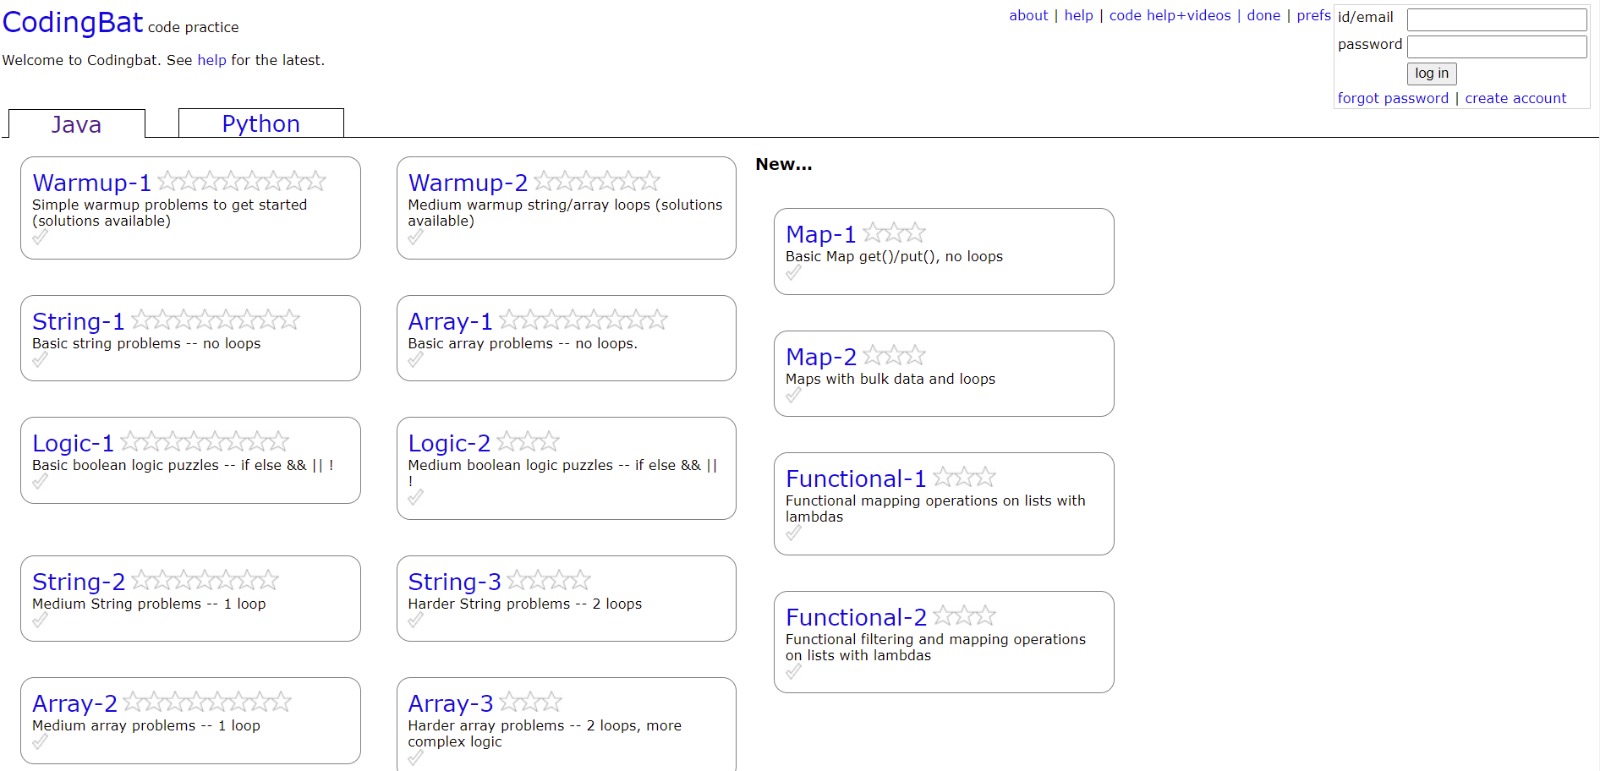 CodingBat code practice
about | help | code help+videos | done | prefs
id/email
password
log in
forgot password | create account
Welcome to Codingbat. See help for the latest.
Java
Python
Warmup-1
Simple warmup problems to get started
(solutions available)
Warmup-2
Medium warmup string/array loops (solutions
available)
String-1
Basic string problems -- no loops
Array-1
Basic array problems -- no loops.
Logic-1
Basic boolean logic puzzles -- if else && || !
Logic-2
Medium boolean logic puzzles -- if else && ||
!
String-2
Medium String problems -- 1 loop
String-3
Harder String problems -- 2 loops
Array-2
Medium array problems -- 1 loop
Array-3
Harder array problems -- 2 loops, more
complex logic
New...
Map-1
Basic Map get()/put(), no loops
Map-2
Maps with bulk data and loops
Functional-1
Functional mapping operations on lists with
lambdas
Functional-2
Functional filtering and mapping operations
on lists with lambdas